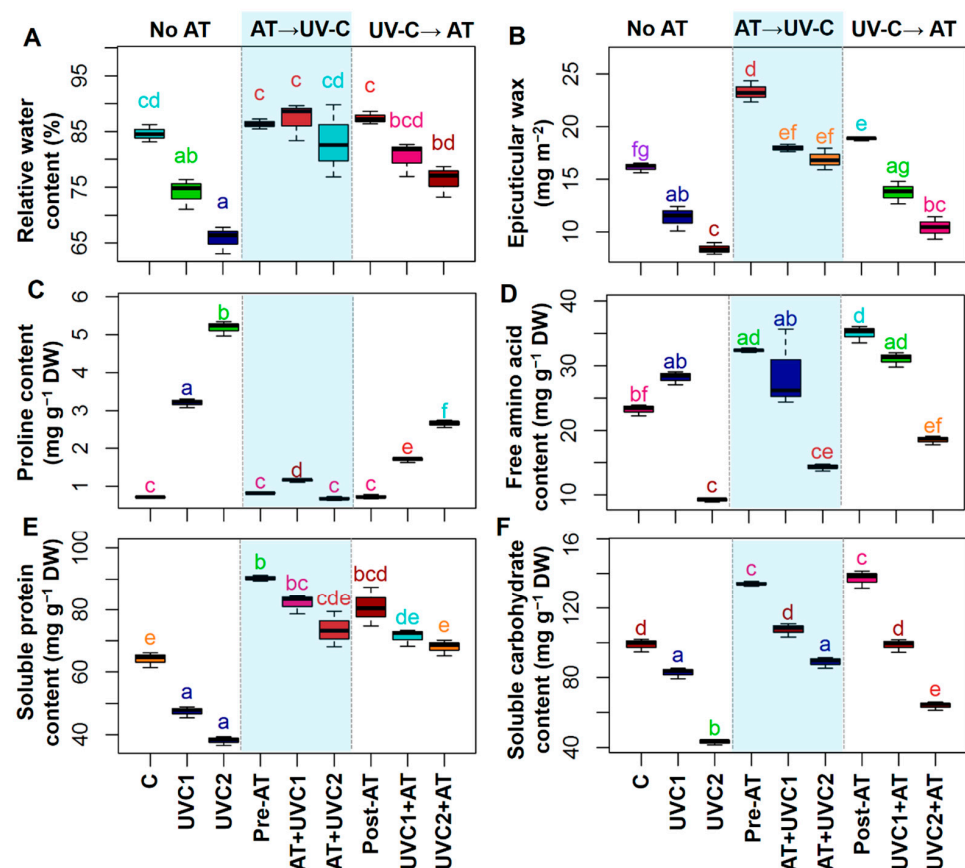 A
No AT
AT→UV-C
UV-C→ AT
Relative water
content (%)
95
85
75
65
cd
ab
a
c
c
cd
c
bcd
bd
B
No AT
AT→UV-C
UV-C→ AT
Epicuticular wax
(mg m⁻²)
25
20
15
10
fg
ab
c
d
ef
ef
e
ag
bc
C
Proline content
(mg g⁻¹ DW)
6
5
4
3
2
1
c
a
b
c
d
c
c
e
f
D
Free amino acid
content (mg g⁻¹ DW)
40
30
20
10
bf
ab
c
ad
ab
ce
d
ad
ef
E
Soluble protein
content (mg g⁻¹ DW)
100
80
60
40
e
a
a
b
bc
cde
bcd
de
e
C
UVC1
UVC2
Pre-AT
AT+UVC1
AT+UVC2
Post-AT
UVC1+AT
UVC2+AT
F
Soluble carbohydrate
content (mg g⁻¹ DW)
16
120
80
40
d
a
b
c
d
a
c
d
e
C
UVC1
UVC2
Pre-AT
AT+UVC1
AT+UVC2
Post-AT
UVC1+AT
UVC2+AT